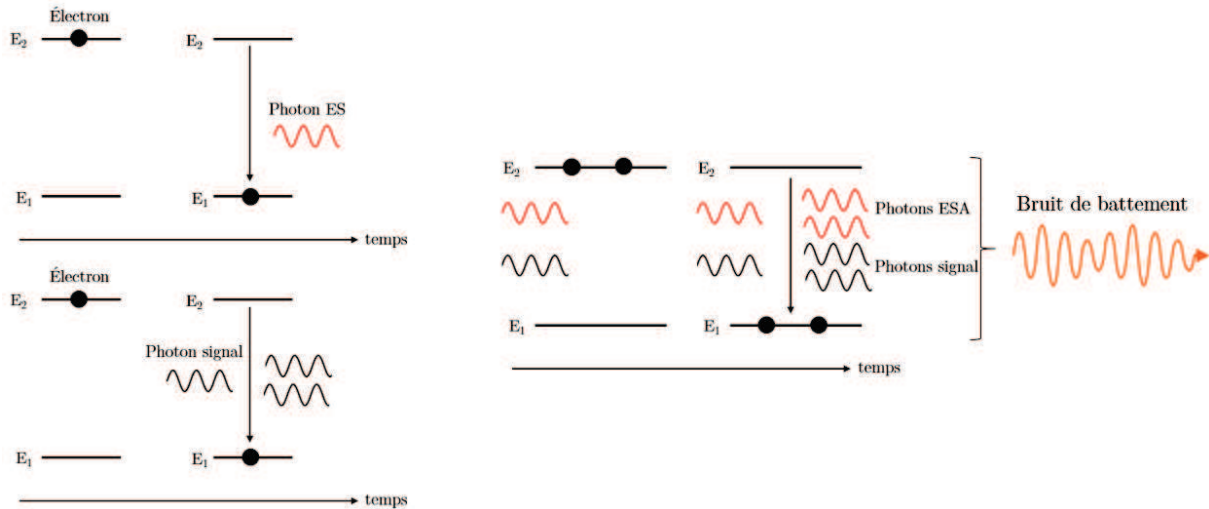 Électron
E₂
E₂
Photon ES
E₁
E₁
temps
Électron
E₂
E₂
Photon signal
E₁
E₁
temps
E₂
E₂
Photons ESA
Photons signal
E₁
E₁
temps
Bruit de battement